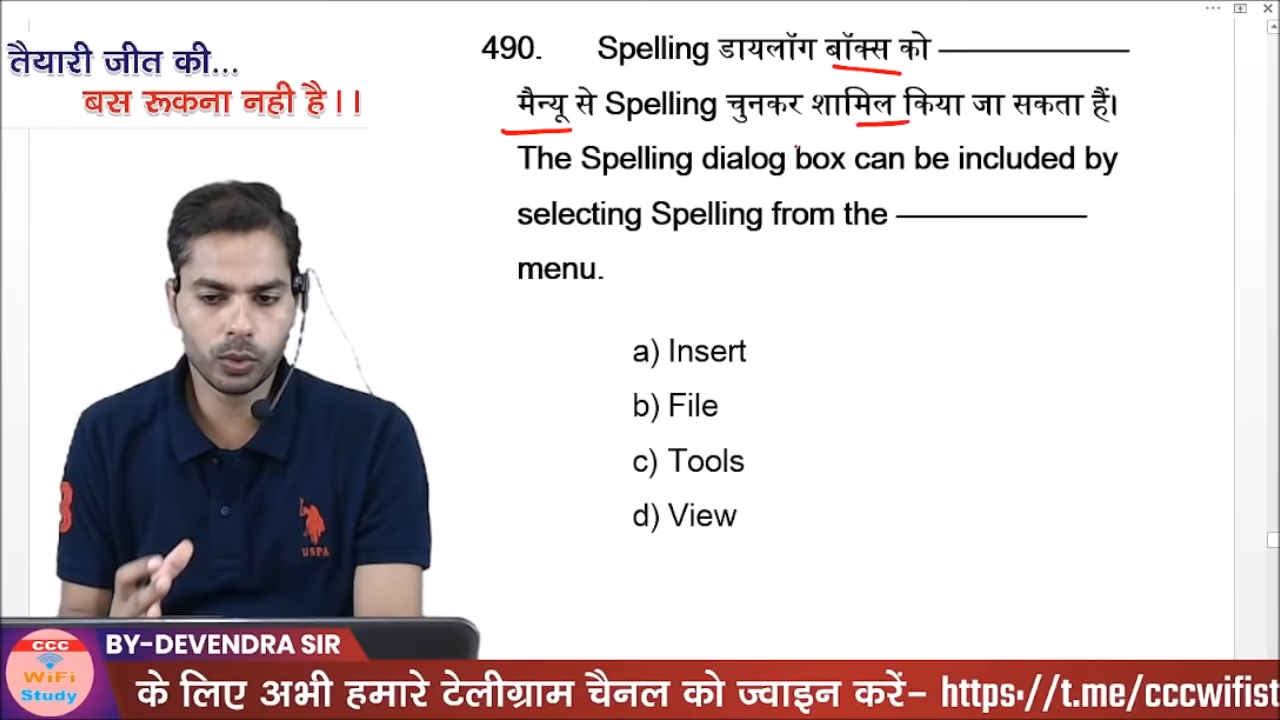 तैयारी जीत की...
बस रूकना नही है।।
490. Spelling डायलॉग बॉक्स को
मैन्यू से Spelling चुनकर शामिल किया जा सकता हैं।
The Spelling dialog box can be included by
selecting Spelling from the
menu.
a) Insert
b) File
c) Tools
d) View
3
USPA
CCC
WiFi
Study
BY-DEVENDRA SIR
के लिए अभी हमारे टेलीग्राम चैनल को ज्वाइन करें- https://t.me/cccwifist